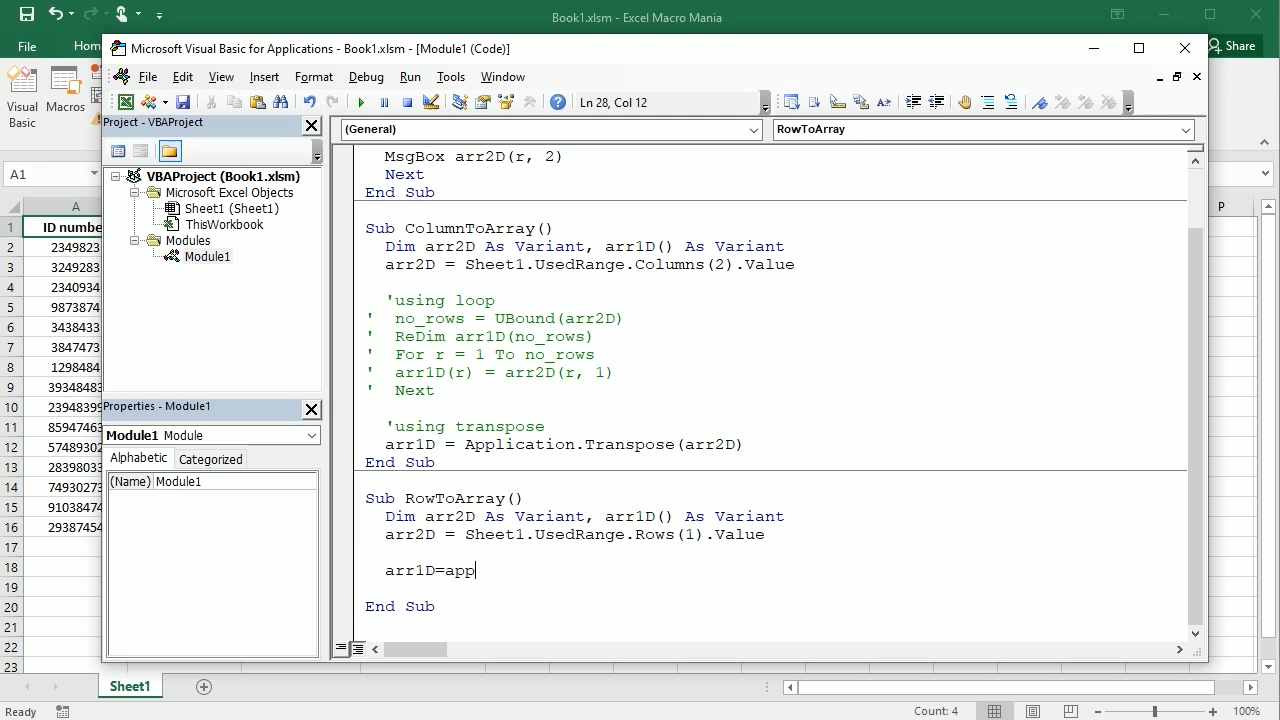 Book1.xlsm - Excel Macro Mania
File
Hom
Share
Visual
Basic
Macros
A1
Microsoft Visual Basic for Applications - Book1.xlsm - [Module1 (Code)]
File Edit View Insert Format Debug Run Tools Window
Ln 28, Col 12
Project - VBAProject
VBAProject (Book1.xlsm)
Microsoft Excel Objects
Sheet1 (Sheet1)
ThisWorkbook
Modules
Module1
Properties - Module1
Module1 Module
Alphabetic Categorized
(Name) Module1
(General) RowToArray
MsgBox arr2D(r, 2)
Next
End Sub
Sub ColumnToArray()
Dim arr2D As Variant, arr1D() As Variant
arr2D = Sheet1.UsedRange.Columns(2).Value
'using loop
' no_rows = UBound(arr2D)
' ReDim arr1D(no_rows)
' For r = 1 To no_rows
' arr1D(r) = arr2D(r, 1)
' Next
'using transpose
arr1D = Application.Transpose(arr2D)
End Sub
Sub RowToArray()
Dim arr2D As Variant, arr1D() As Variant
arr2D = Sheet1.UsedRange.Rows(1).Value
arr1D=app
End Sub
A P
1 ID numbe
2 2349823
3 3249283
4 2340934
5 9873874
6 3438433
7 3847473
8 1298484
9 39348483
10 23948399
11 85947463
12 57489302
13 28398033
14 74930273
15 91038474
16 29387454
17
18
19
20
21
22
23
Sheet1
Ready
Count: 4
100%